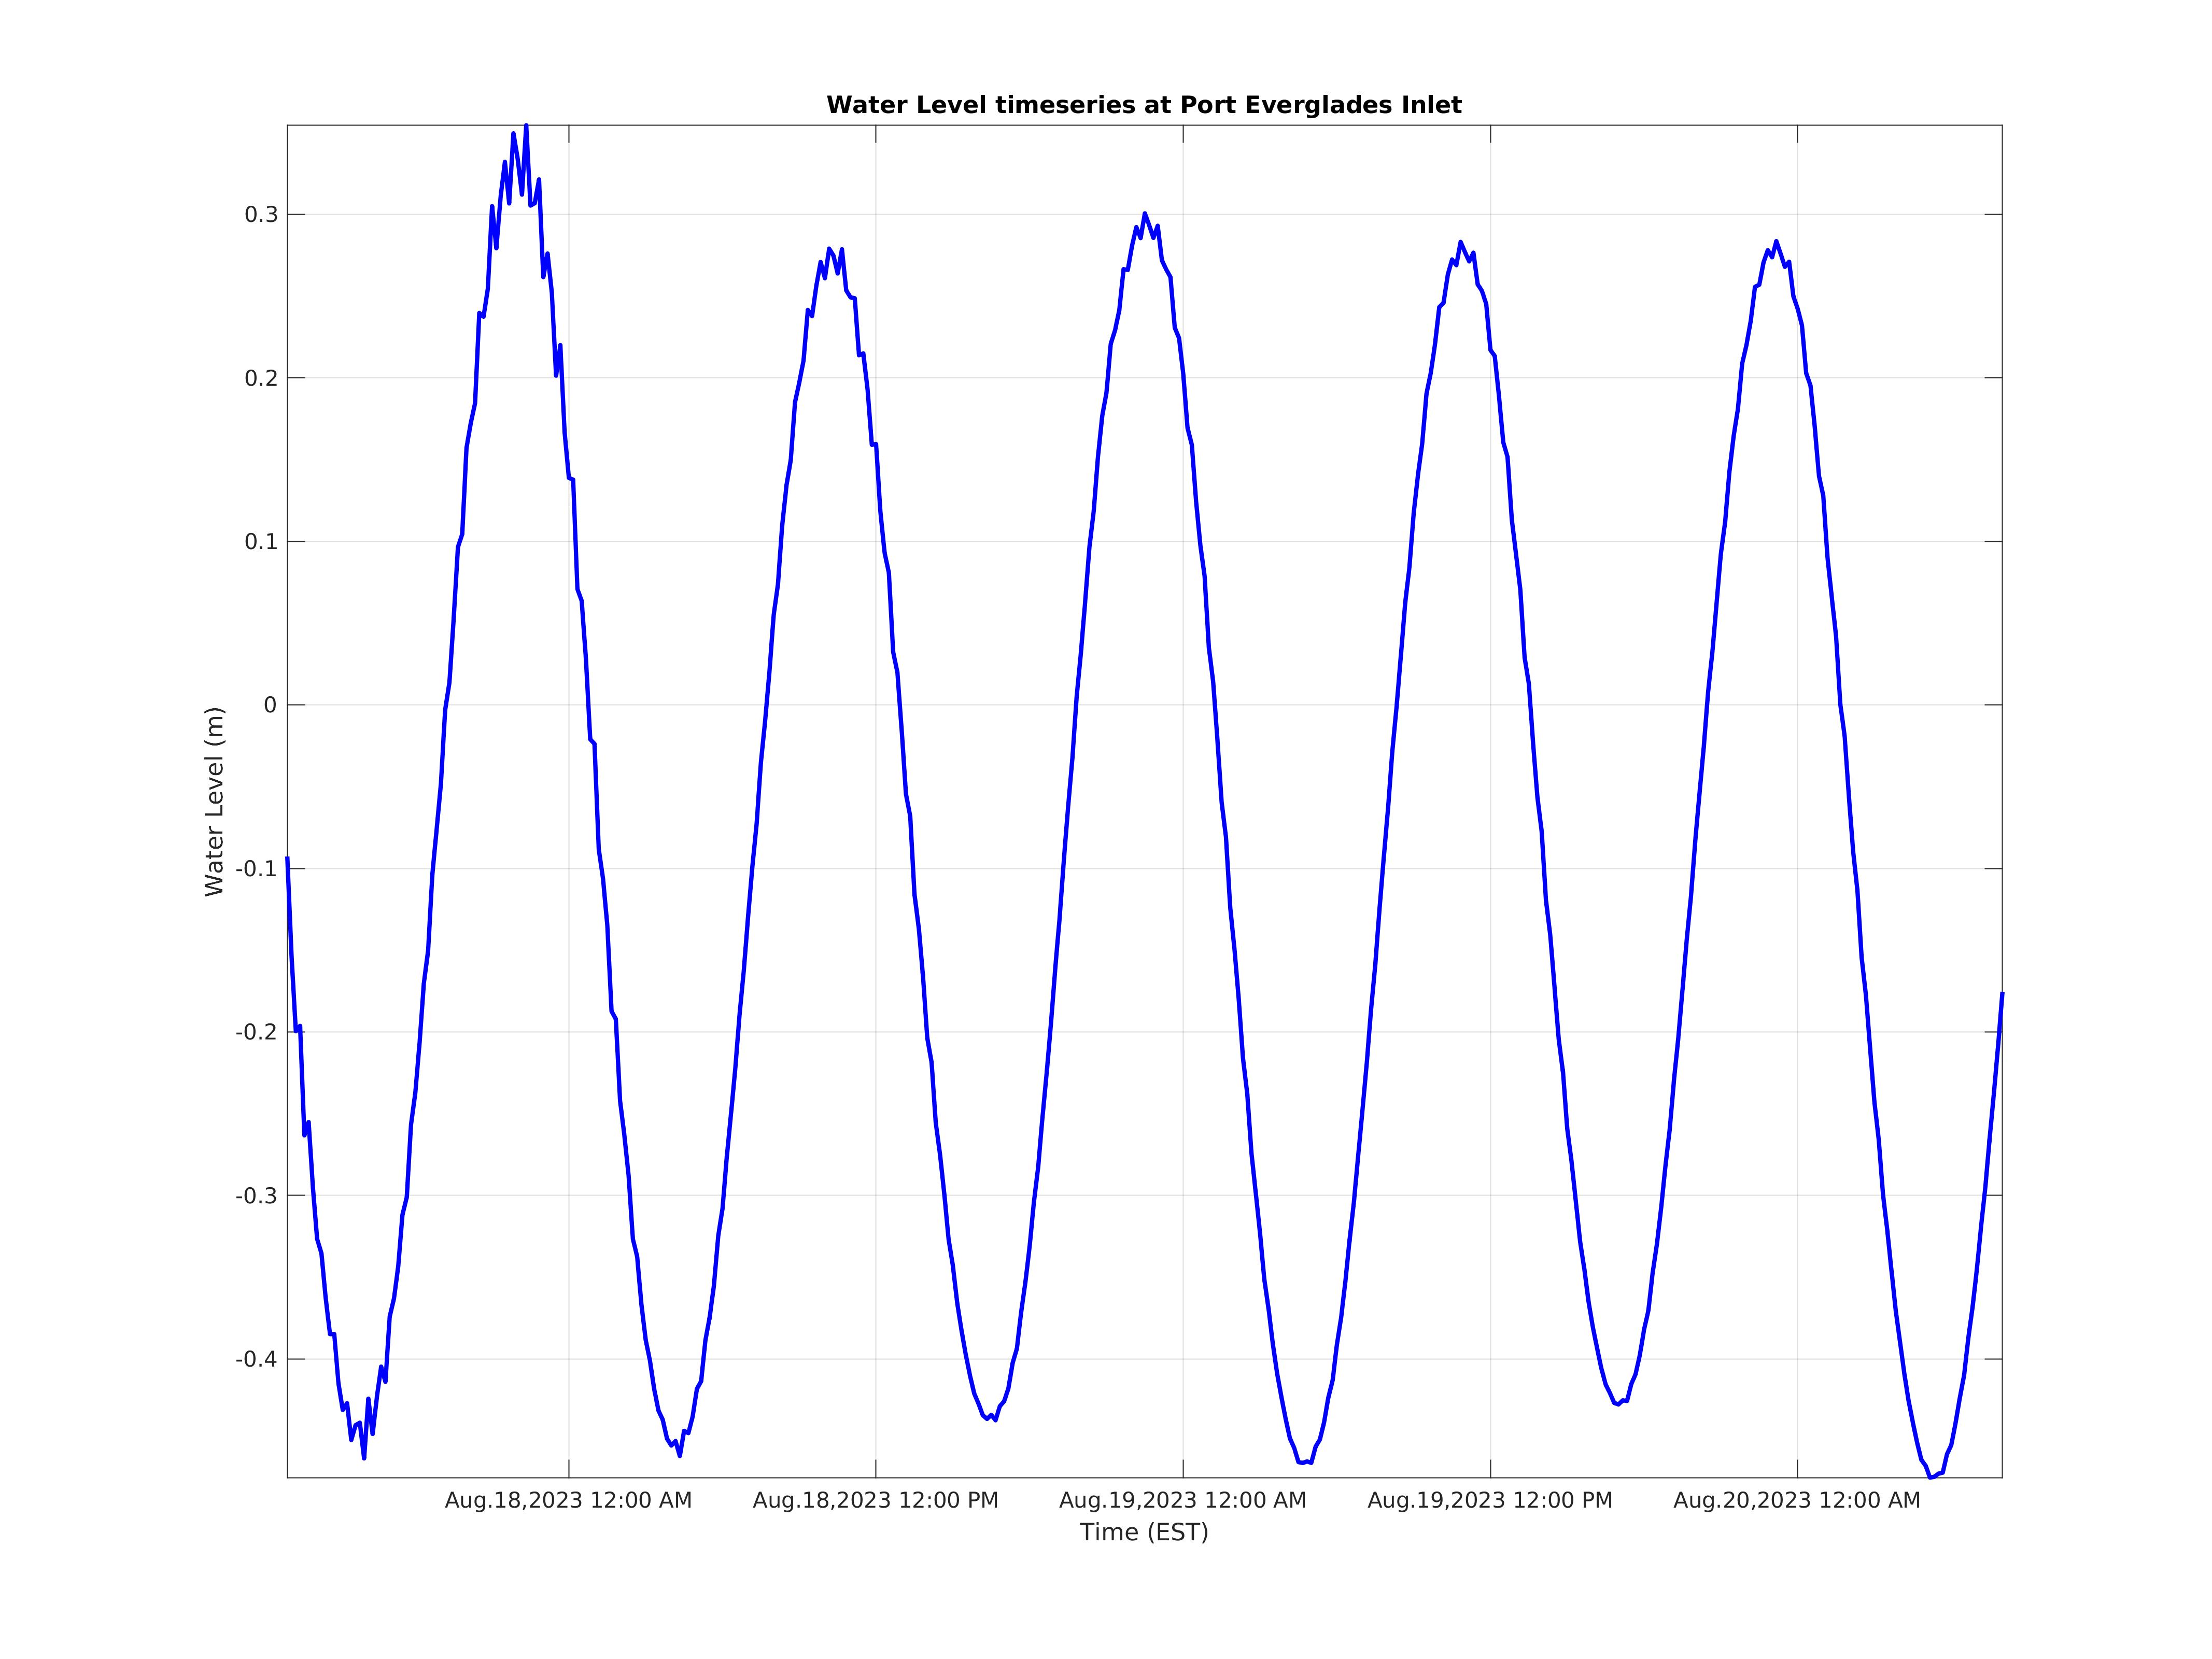 Water Level timeseries at Port Everglades Inlet
0.3
0.2
0.1
0
-0.1
-0.2
-0.3
-0.4
Water Level (m)
Aug.18,2023 12:00 AM Aug.18,2023 12:00 PM Aug.19,2023 12:00 AM Aug.19,2023 12:00 PM Aug.20,2023 12:00 AM
Time (EST)